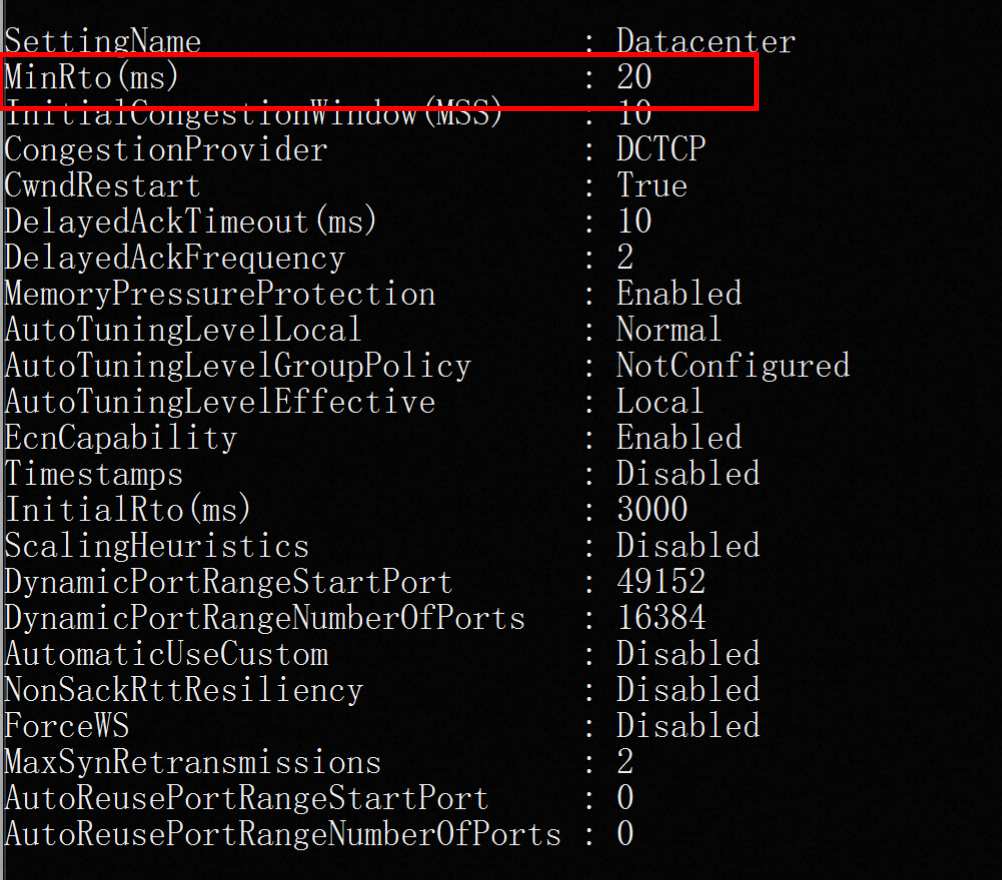 SettingName : Datacenter
MinRto(ms) : 20
InitialCongestionWindow(MSS) : 10
CongestionProvider : DCTCP
CwndRestart : True
DelayedAckTimeout(ms) : 10
DelayedAckFrequency : 2
MemoryPressureProtection : Enabled
AutoTuningLevelLocal : Normal
AutoTuningLevelGroupPolicy : NotConfigured
AutoTuningLevelEffective : Local
EcnCapability : Enabled
Timestamps : Disabled
InitialRto(ms) : 3000
ScalingHeuristics : Disabled
DynamicPortRangeStartPort : 49152
DynamicPortRangeNumberOfPorts : 16384
AutomaticUseCustom : Disabled
NonSackRttResiliency : Disabled
ForceWS : Disabled
MaxSynRetransmissions : 2
AutoReusePortRangeStartPort : 0
AutoReusePortRangeNumberOfPorts : 0